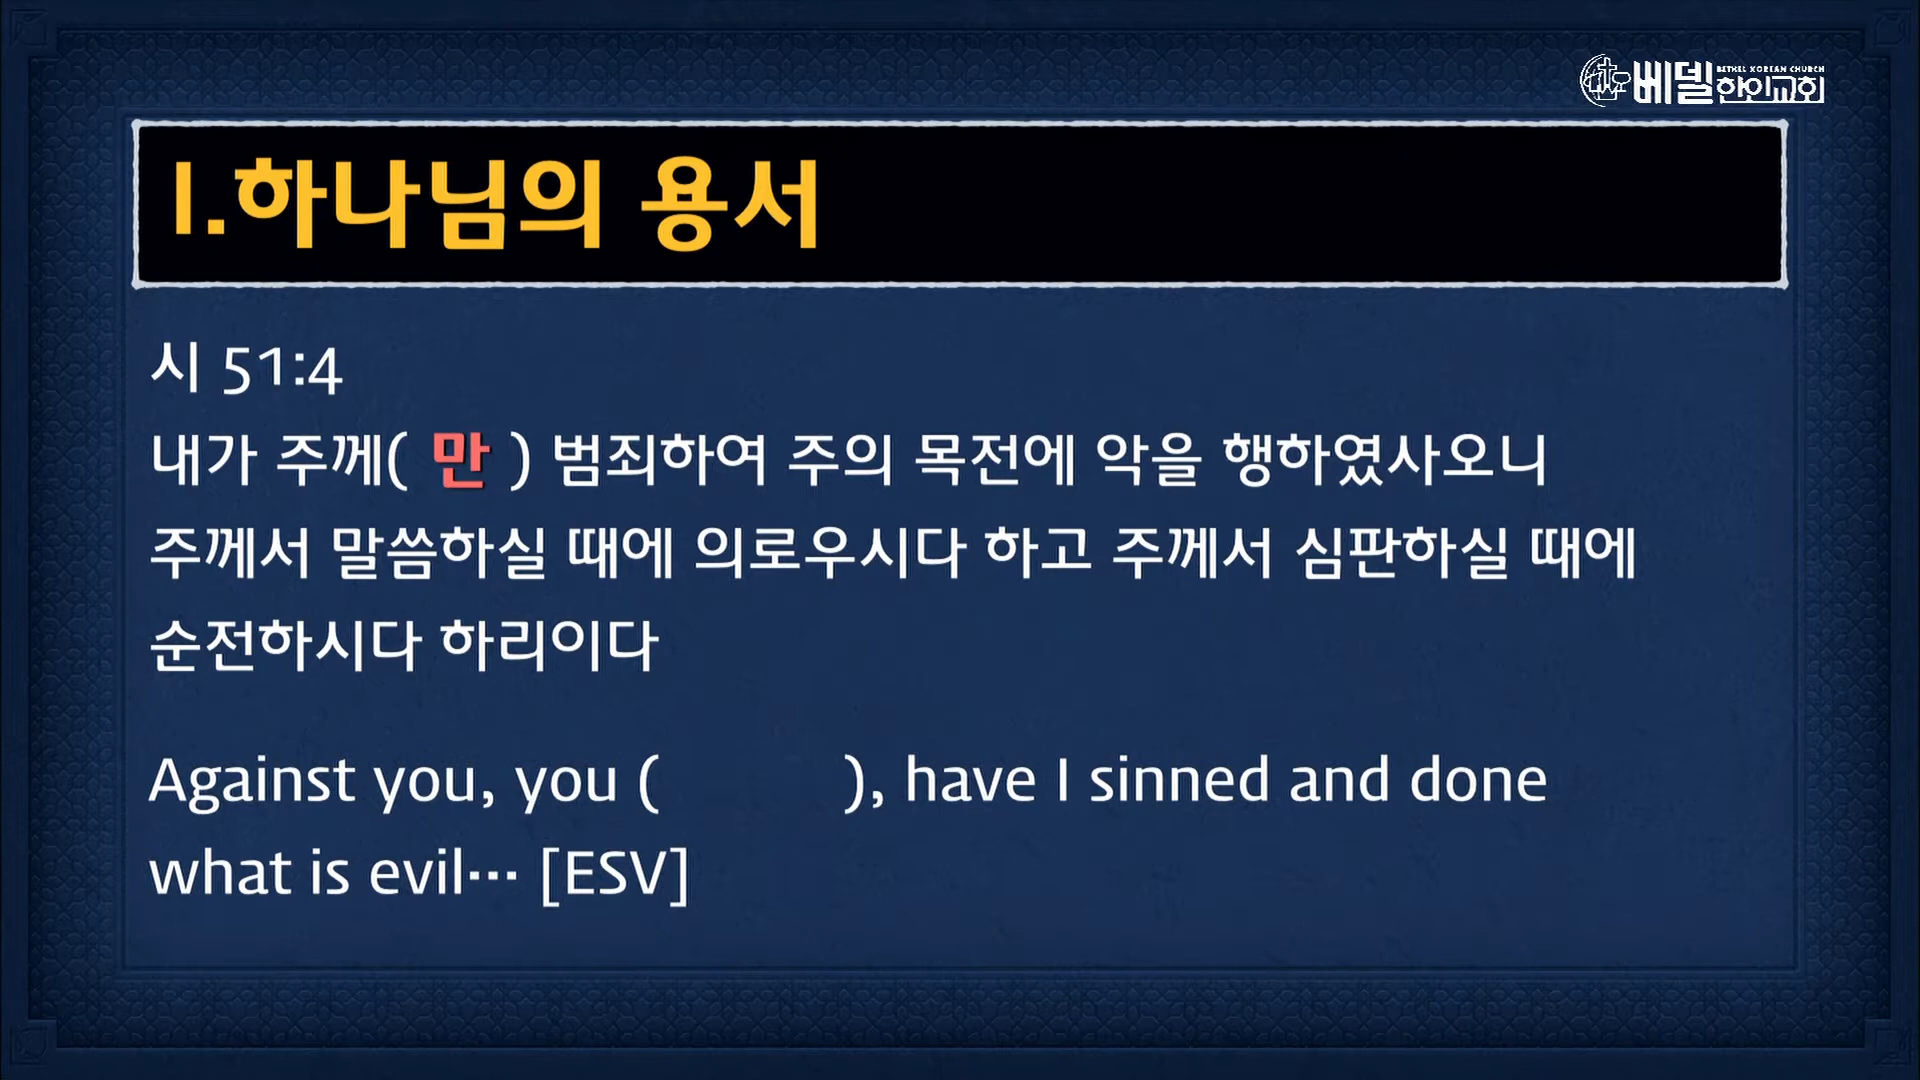 베델한인교회
BETHEL KOREAN CHURCH
I.하나님의 용서
시 51:4
내가 주께( 만 ) 범죄하여 주의 목전에 악을 행하였사오니
주께서 말씀하실 때에 의로우시다 하고 주께서 심판하실 때에
순전하시다 하리이다
Against you, you ( ), have I sinned and done
what is evil… [ESV]